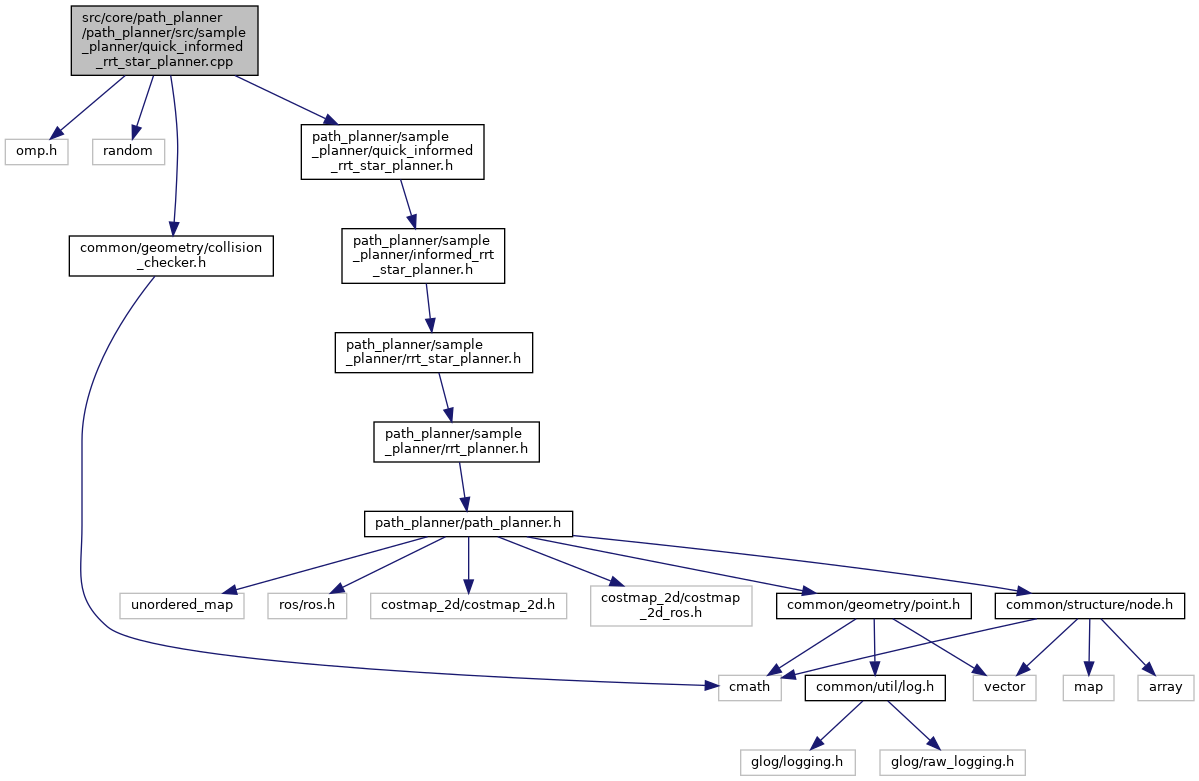 src/core/path_planner
/path_planner/src/sample
_planner/quick_informed
_rrt_star_planner.cpp
omp.h
random
path_planner/sample
_planner/quick_informed
_rrt_star_planner.h
common/geometry/collision
_checker.h
path_planner/sample
_planner/informed_rrt
_star_planner.h
path_planner/sample
_planner/rrt_star_planner.h
path_planner/sample
_planner/rrt_planner.h
path_planner/path_planner.h
unordered_map
ros/ros.h
costmap_2d/costmap_2d.h
costmap_2d/costmap
_2d_ros.h
common/geometry/point.h
common/structure/node.h
cmath
common/util/log.h
vector
map
array
glog/logging.h
glog/raw_logging.h